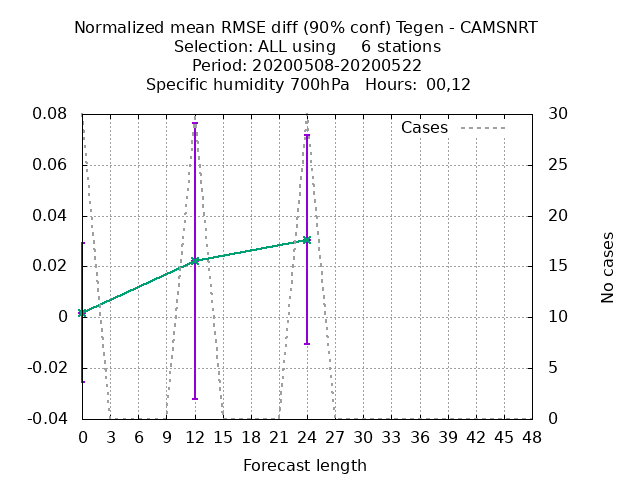 Normalized mean RMSE diff (90% conf) Tegen - CAMSNRT
Selection: ALL using 6 stations
Period: 20200508-20200522
Specific humidity 700hPa Hours: 00,12
Cases
0.08
0.06
0.04
0.02
0
-0.02
-0.04
30
25
20
15
10
5
0
No cases
0 3 6 9 12 15 18 21 24 27 30 33 36 39 42 45 48
Forecast length